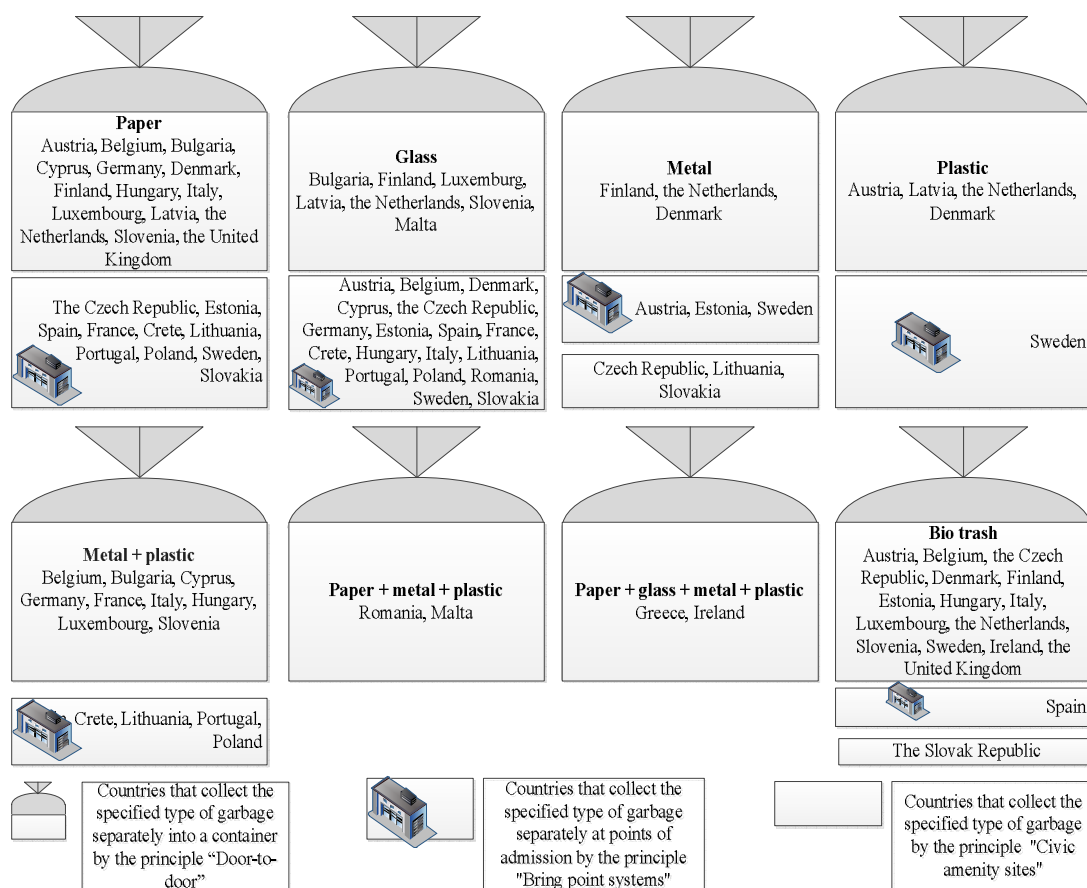 Paper
Austria, Belgium, Bulgaria,
Cyprus, Germany, Denmark,
Finland, Hungary, Italy,
Luxembourg, Latvia, the
Netherlands, Slovenia, the United
Kingdom
The Czech Republic, Estonia,
Spain, France, Crete, Lithuania,
Portugal, Poland, Sweden,
Slovakia
Glass
Bulgaria, Finland, Luxemburg,
Latvia, the Netherlands, Slovenia,
Malta
Austria, Belgium, Denmark,
Cyprus, the Czech Republic,
Germany, Estonia, Spain, France,
Crete, Hungary, Italy, Lithuania,
Portugal, Poland, Romania,
Sweden, Slovakia
Metal
Finland, the Netherlands,
Denmark
Austria, Estonia, Sweden
Czech Republic, Lithuania,
Slovakia
Plastic
Austria, Latvia, the Netherlands,
Denmark
Sweden
Metal + plastic
Belgium, Bulgaria, Cyprus,
Germany, France, Italy, Hungary,
Luxembourg, Slovenia
Crete, Lithuania, Portugal,
Poland
Paper + metal + plastic
Romania, Malta
Paper + glass + metal + plastic
Greece, Ireland
Bio trash
Austria, Belgium, the Czech
Republic, Denmark, Finland,
Estonia, Hungary, Italy,
Luxembourg, the Netherlands,
Slovenia, Sweden, Ireland, the
United Kingdom
Spain
The Slovak Republic
Countries that collect the
specified type of garbage
separately into a container
by the principle “Door-to-
door”
Countries that collect the
specified type of garbage
separately at points of
admission by the principle
"Bring point systems"
Countries that collect the
specified type of garbage
by the principle "Civic
amenity sites"